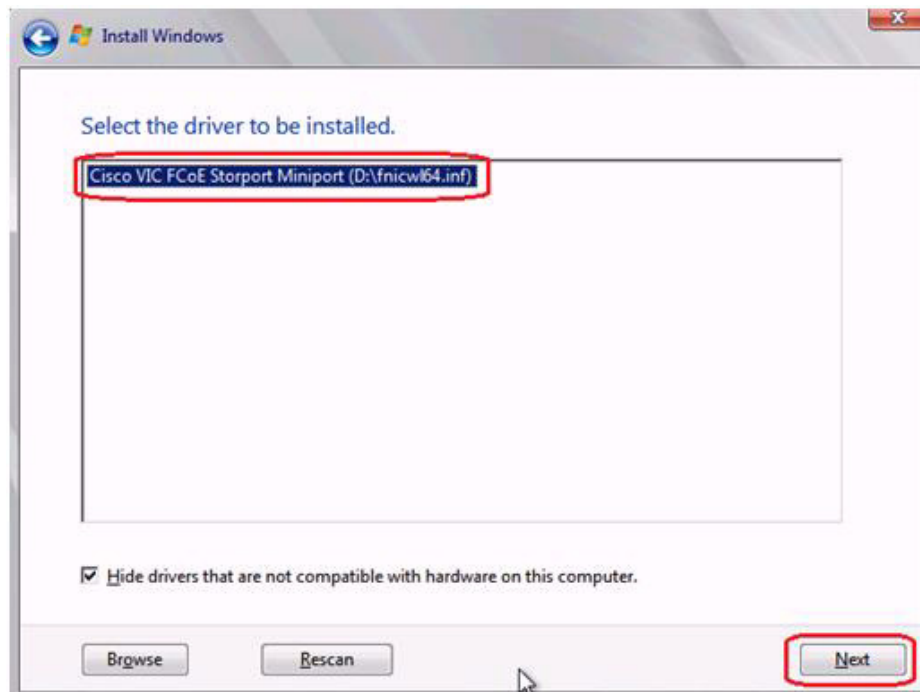 Install Windows
Select the driver to be installed.
Cisco VIC FCoE Storport Miniport (D:\fnicwl64.inf)
Hide drivers that are not compatible with hardware on this computer.
Browse
Rescan
Next